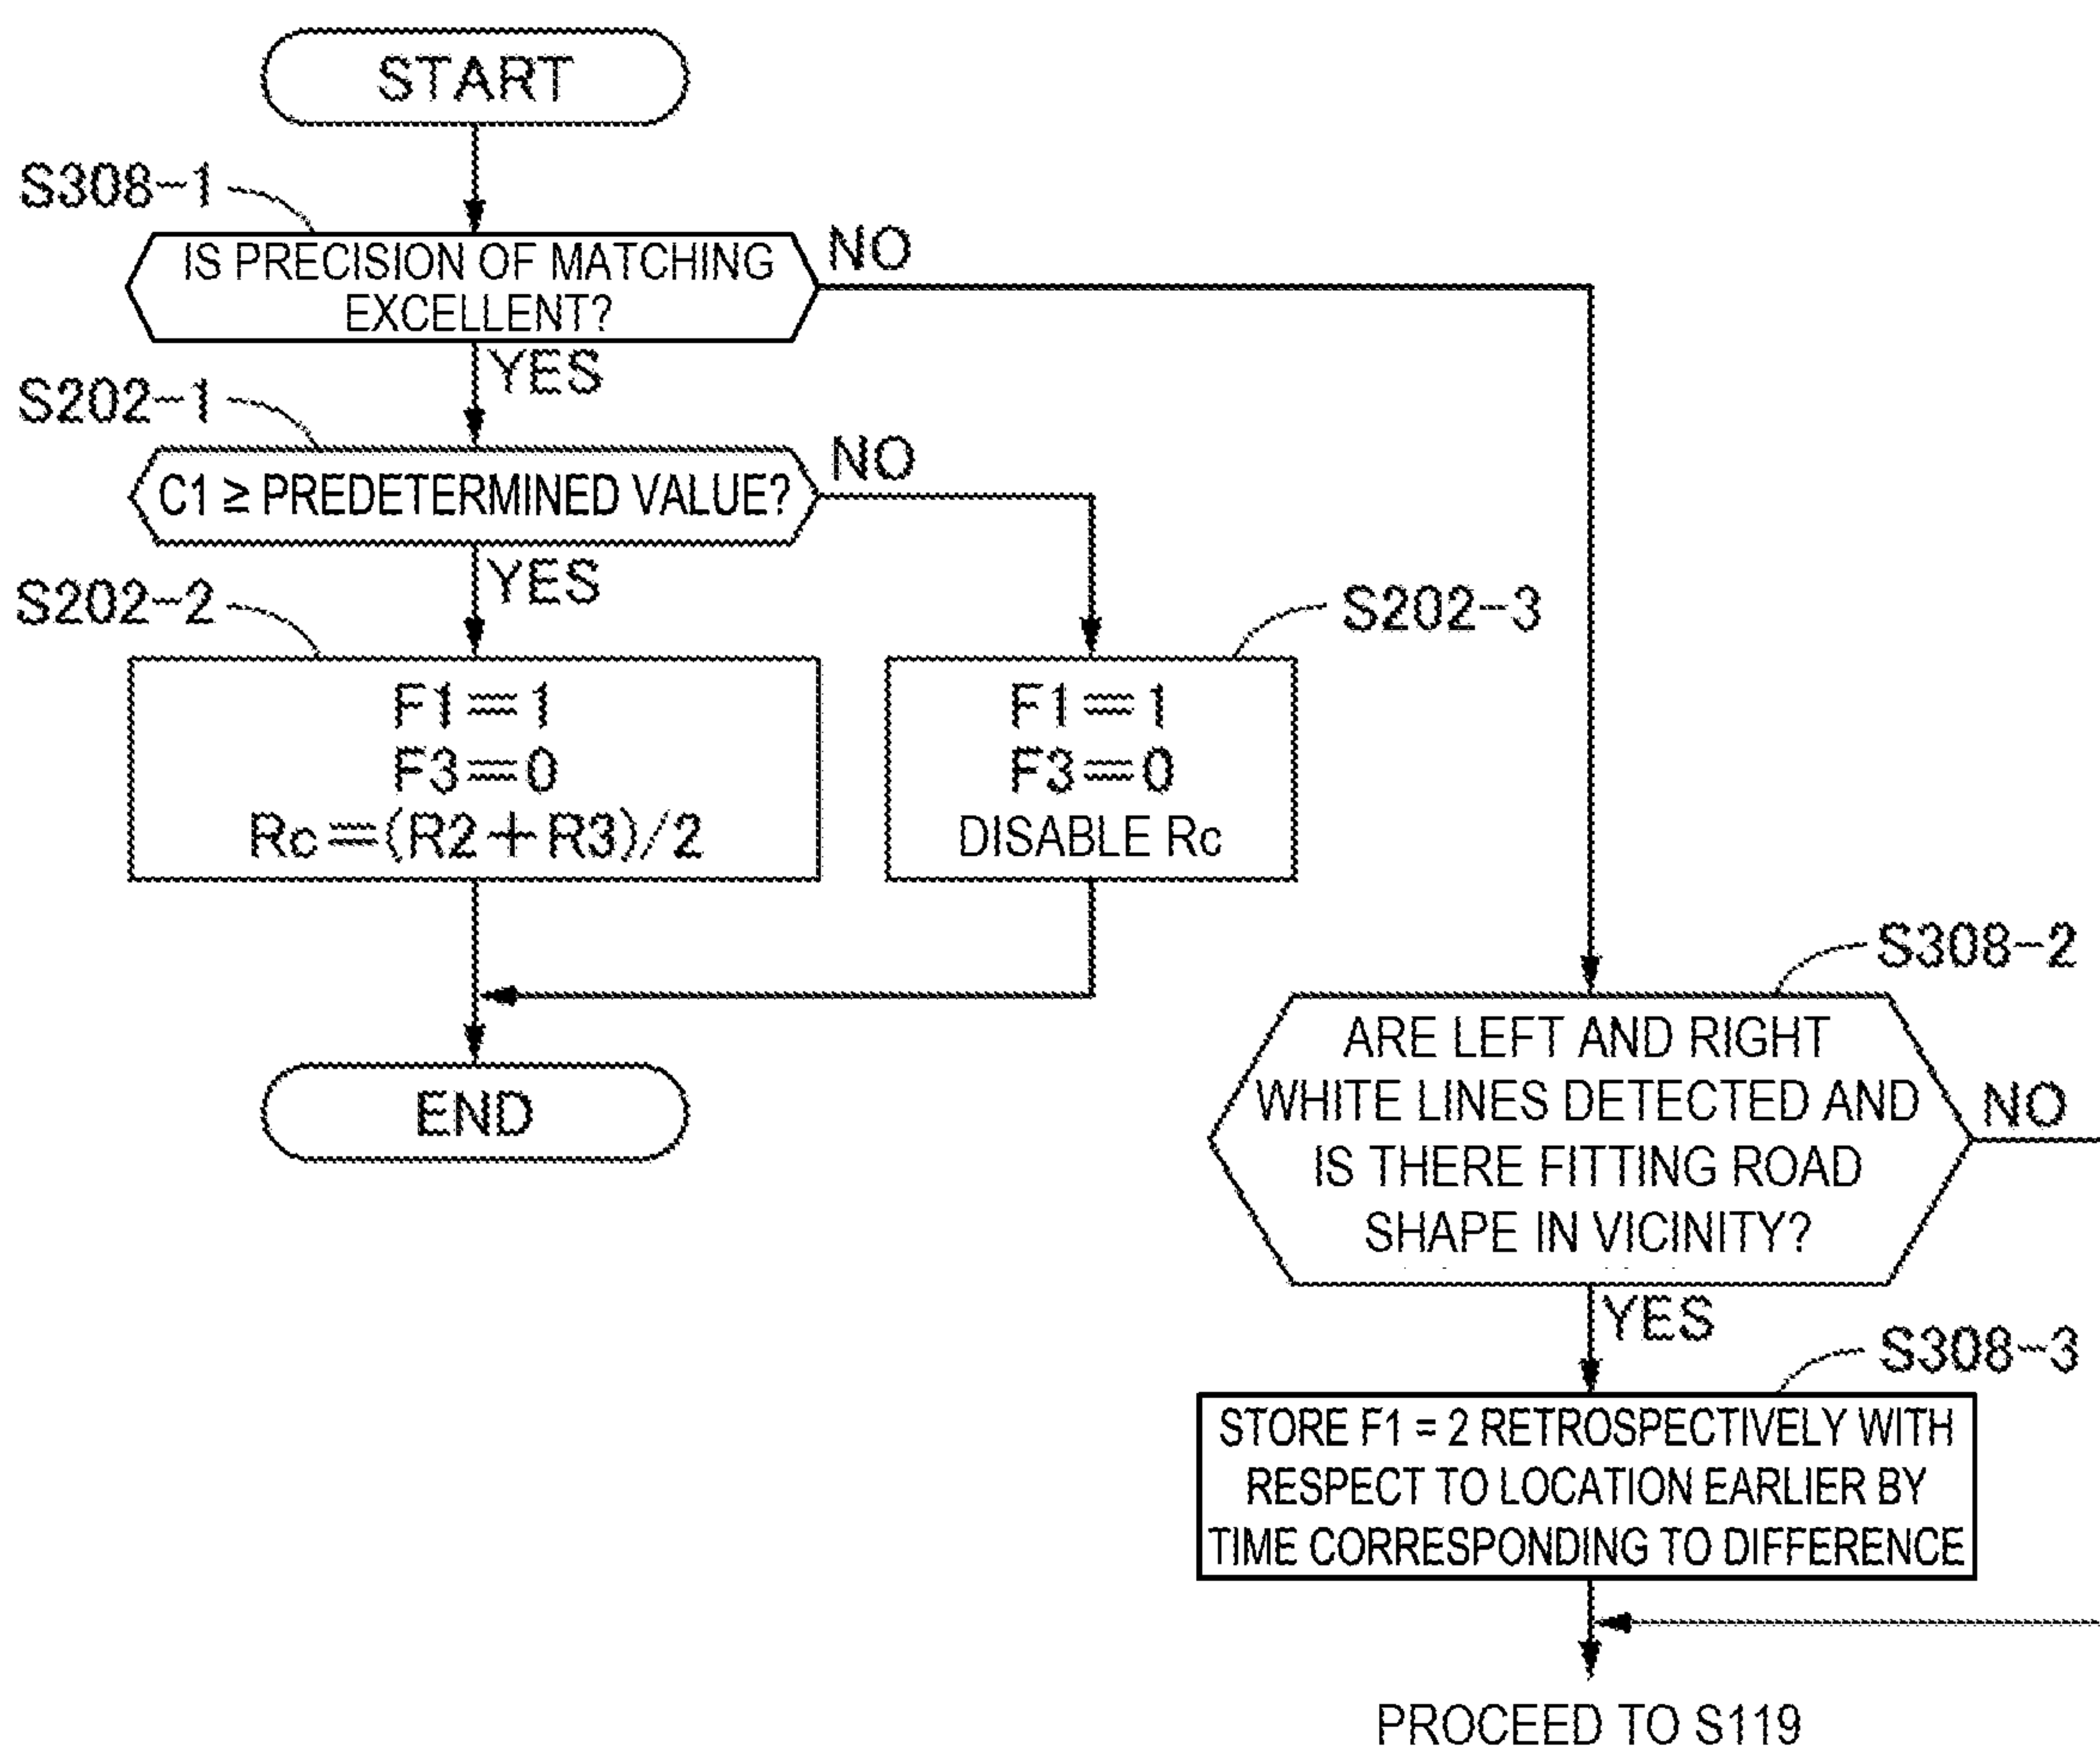 START
S308-1
IS PRECISION OF MATCHING
EXCELLENT?
NO
YES
S202-1
C1 ≥ PREDETERMINED VALUE?
NO
YES
S202-2
F1=1
F3=0
Rc=(R2+R3)/2
S202-3
F1=1
F3=0
DISABLE Rc
END
S308-2
ARE LEFT AND RIGHT
WHITE LINES DETECTED AND
IS THERE FITTING ROAD
SHAPE IN VICINITY?
NO
YES
S308-3
STORE F1 = 2 RETROSPECTIVELY WITH
RESPECT TO LOCATION EARLIER BY
TIME CORRESPONDING TO DIFFERENCE
PROCEED TO S119